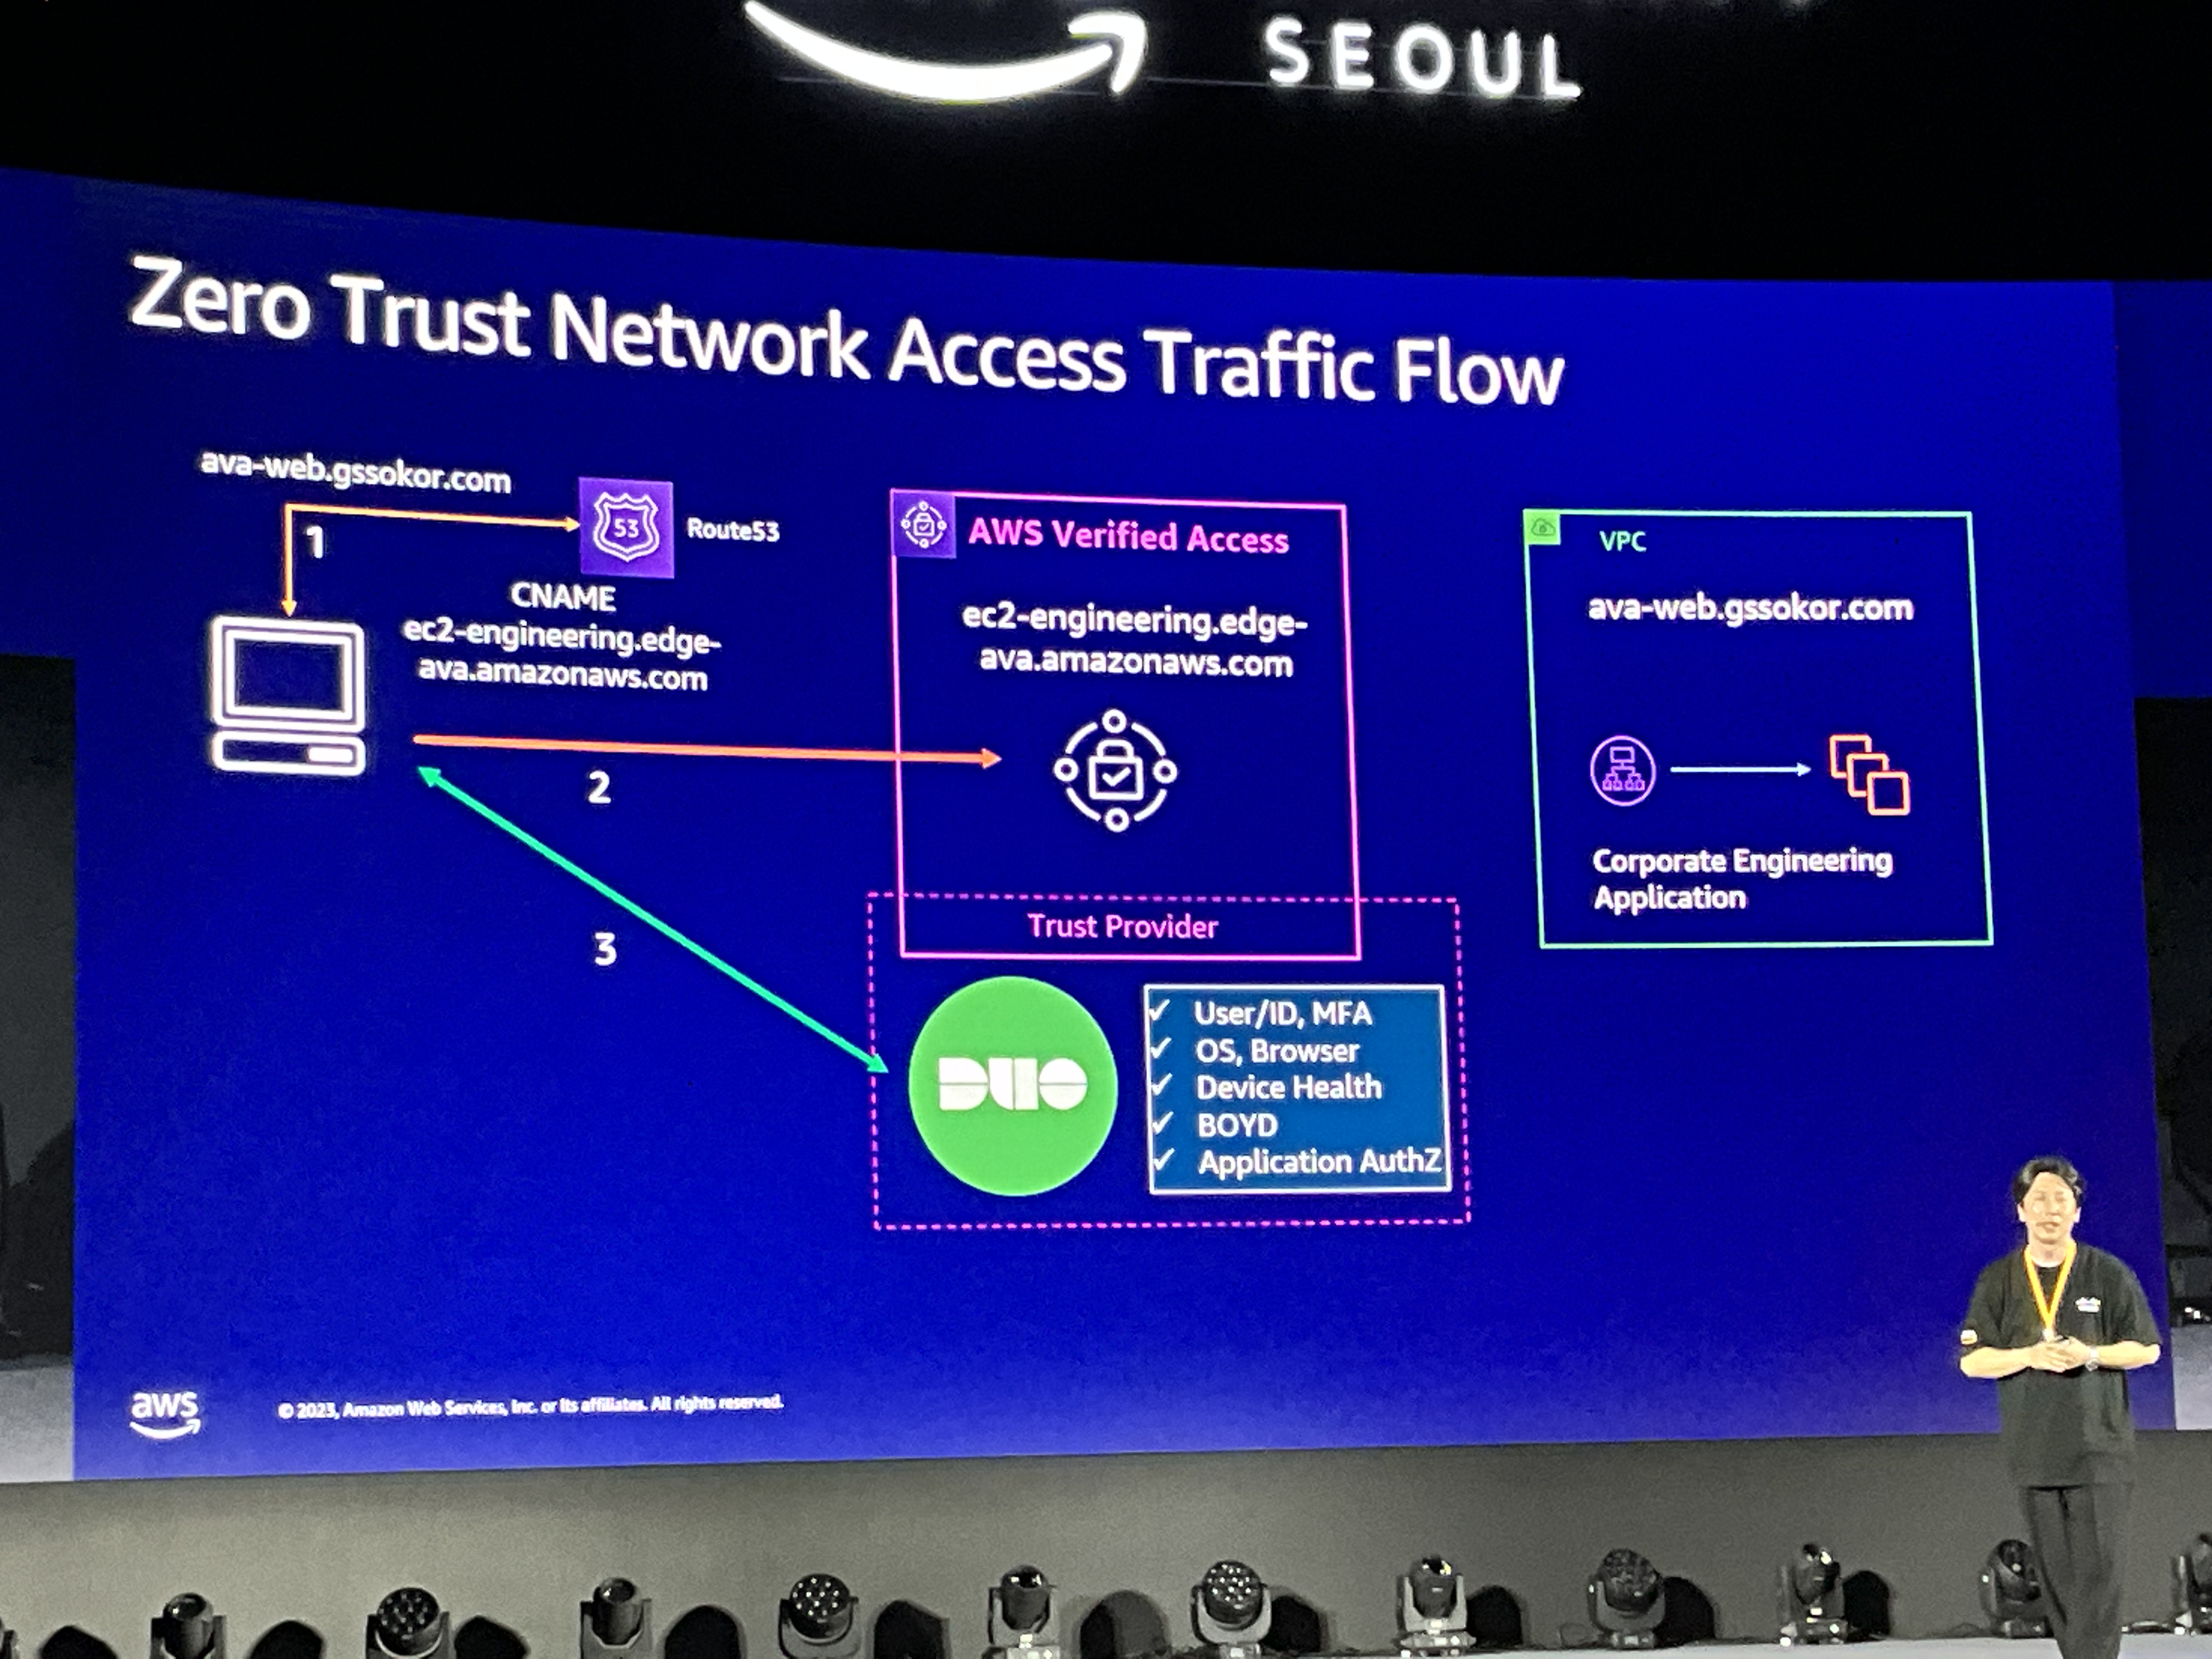 SEOUL
Zero Trust Network Access Traffic Flow
ava-web.gssokor.com
1
53
Route53
CNAME
ec2-engineering.edge-
ava.amazonaws.com
2
3
AWS Verified Access
ec2-engineering.edge-
ava.amazonaws.com
Trust Provider
DUO
✓ User/ID, MFA
✓ OS, Browser
✓ Device Health
✓ BOYD
✓ Application AuthZ
VPC
ava-web.gssokor.com
Corporate Engineering
Application
aws
© 2023, Amazon Web Services, Inc. or its affiliates. All rights reserved.